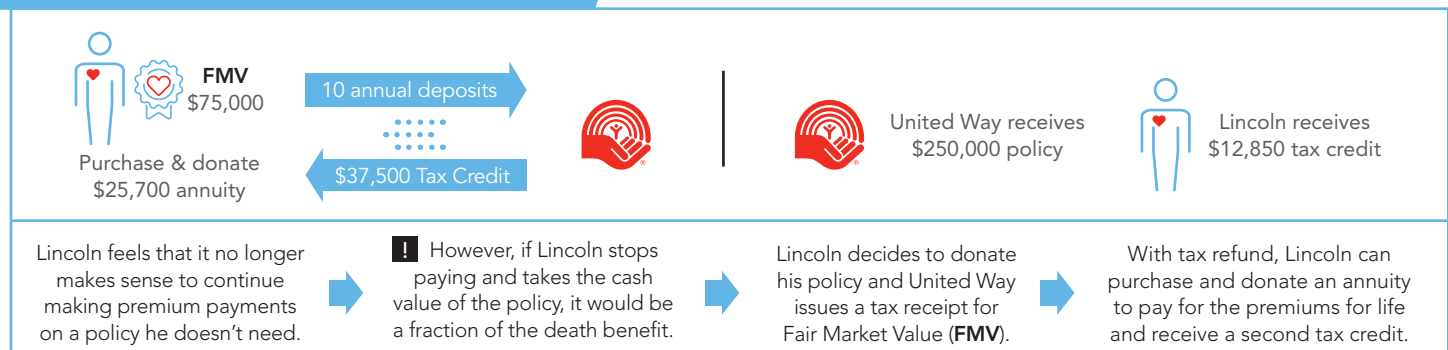 FMV
$75,000
Purchase & donate
$25,700 annuity
10 annual deposits
$37,500 Tax Credit
®
®
United Way receives
$250,000 policy
Lincoln receives
$12,850 tax credit
Lincoln feels that it no longer
makes sense to continue
making premium payments
on a policy he doesn't need.
! However, if Lincoln stops
paying and takes the cash
value of the policy, it would be
a fraction of the death benefit.
Lincoln decides to donate
his policy and United Way
issues a tax receipt for
Fair Market Value (FMV).
With tax refund, Lincoln can
purchase and donate an annuity
to pay for the premiums for life
and receive a second tax credit.